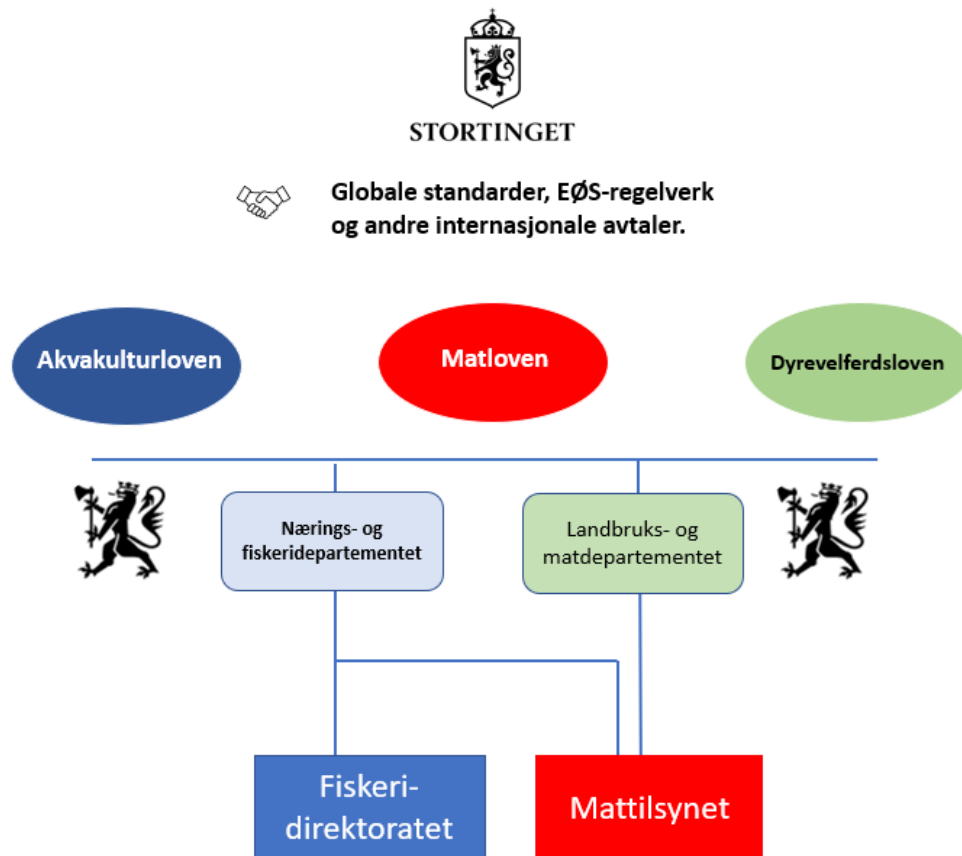 STORTINGET
Globale standarder, EØS-regelverk
og andre internasjonale avtaler.
Akvakulturloven
Matloven
Dyrevelferdsloven
Nærings- og
fiskeridepartementet
Landbruks- og
matdepartementet
Fiskeri-
direktoratet
Mattilsynet